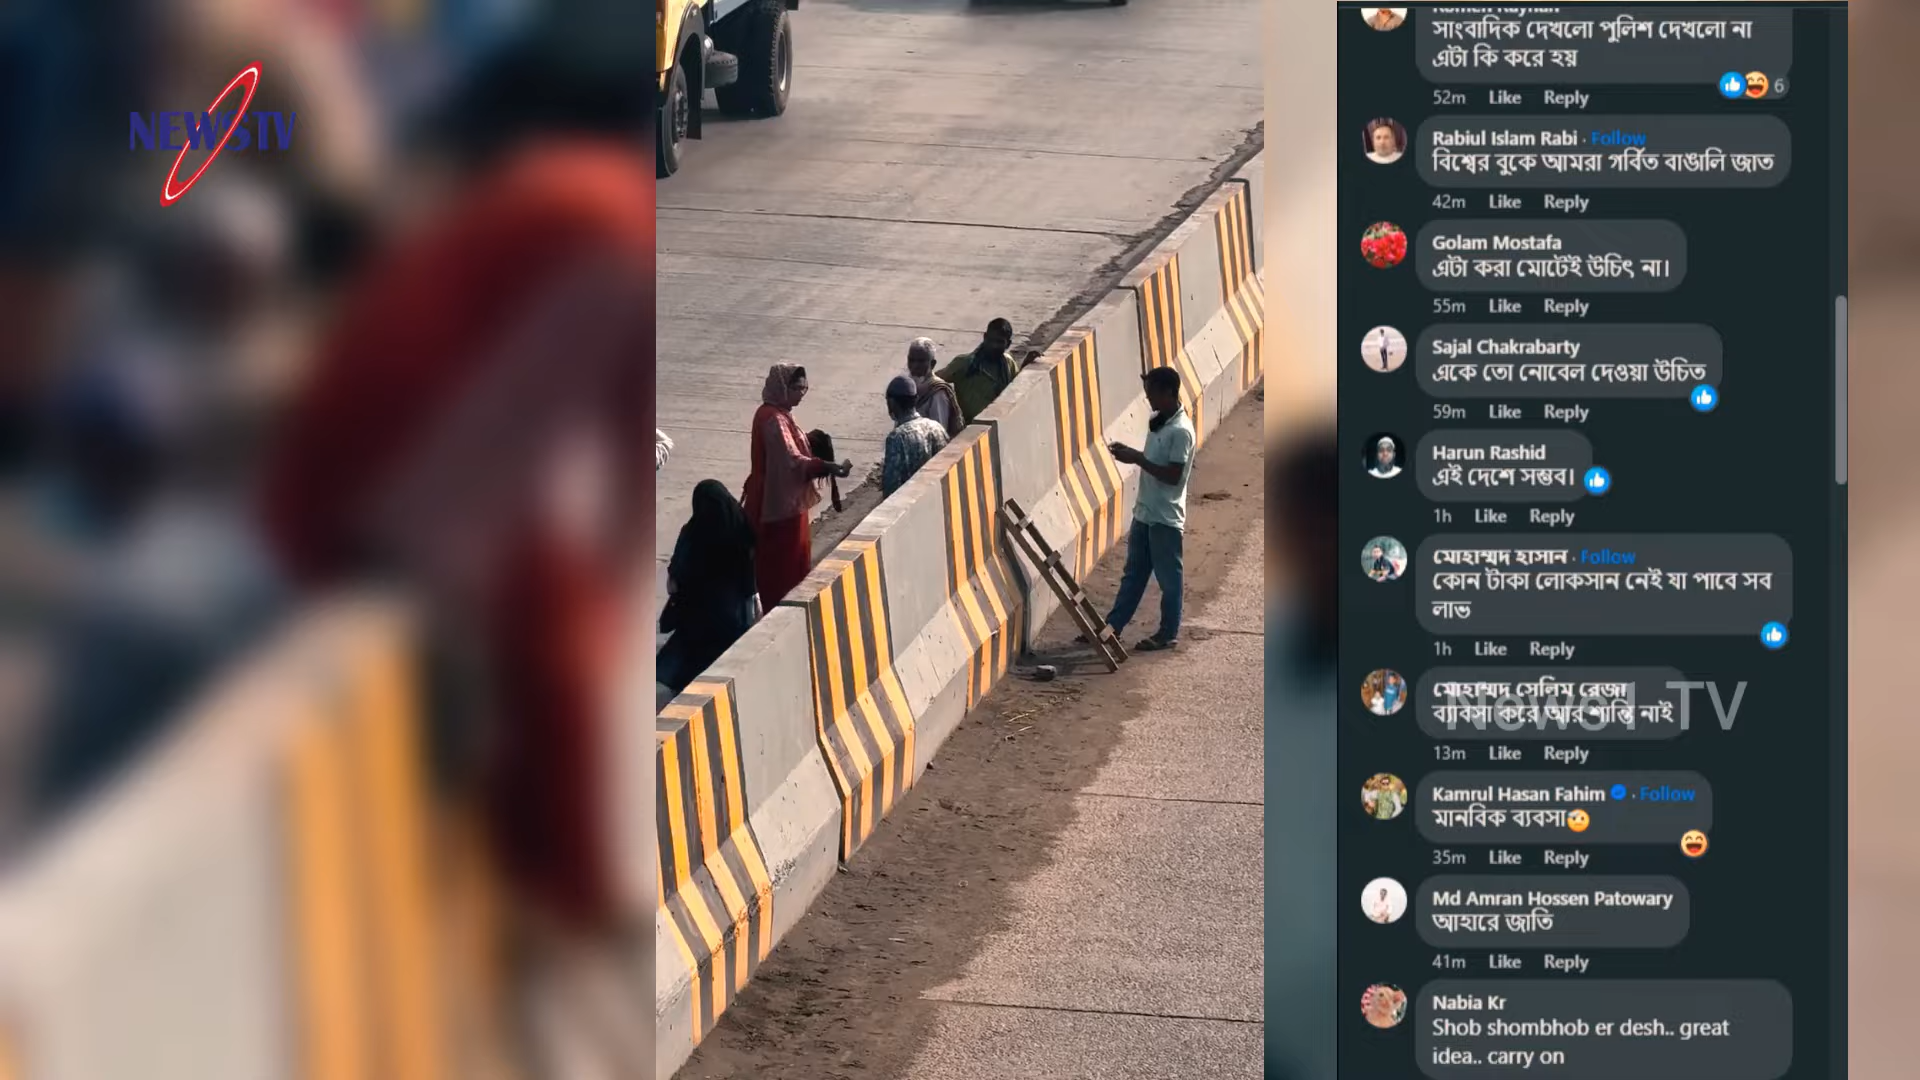 NEWSTV
সাংবাদিক দেখলো পুলিশ দেখলো না
এটা কি করে হয়
6
52m Like Reply
Rabiul Islam Rabi · Follow
বিশ্বের বুকে আমরা গর্বিত বাঙালি জাত
42m Like Reply
Golam Mostafa
এটা করা মোটেই উচিৎ না।
55m Like Reply
Sajal Chakrabarty
একে তো নোবেল দেওয়া উচিত
59m Like Reply
Harun Rashid
এই দেশে সম্ভব।
1h Like Reply
মোহাম্মদ হাসান · Follow
কোন টাকা লোকসান নেই যা পাবে সব
লাভ
1h Like Reply
মোহাম্মদ সেলিম রেজা
ব্যাবসা করে আর শান্তি নাই
News1 TV
13m Like Reply
Kamrul Hasan Fahim · Follow
মানবিক ব্যবসা🤕
35m Like Reply
Md Amran Hossen Patowary
আহারে জাতি
41m Like Reply
Nabia Kr
Shob shombhob er desh.. great
idea.. carry on